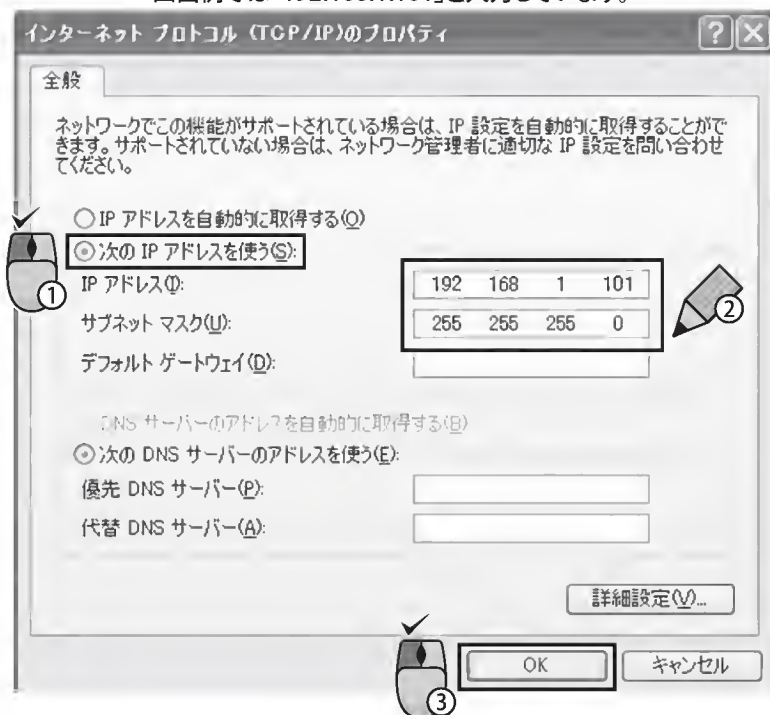 インターネット プロトコル (TCP/IP)のプロパティ
?
×
全般
ネットワークでこの機能がサポートされている場合は、IP 設定を自動的に取得することがで
きます。サポートされていない場合は、ネットワーク管理者に適切な IP 設定を問い合わせ
てください。
IP アドレスを自動的に取得する(O)
次の IP アドレスを使う(S):
①
IP アドレス(I):
192 168 1 101
②
サブネット マスク(U):
255 255 255 0
デフォルト ゲートウェイ(D):
DNS サーバーのアドレスを自動的に取得する(B)
次の DNS サーバーのアドレスを使う(E):
優先 DNS サーバー(P):
代替 DNS サーバー(A):
詳細設定(V)...
③
OK
キャンセル